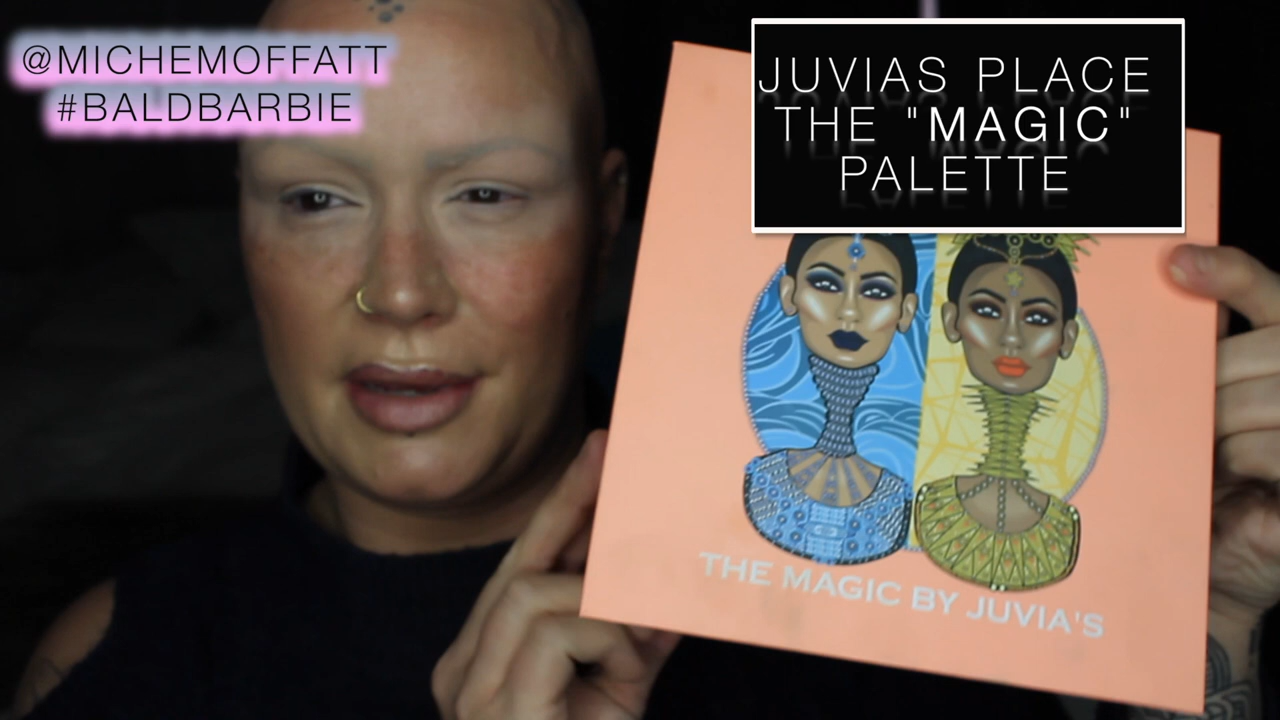 @MICHEMOFFATT
#BALDBARBIE
JUVIAS PLACE
THE "MAGIC"
PALETTE
THE MAGIC BY JUVIA'S